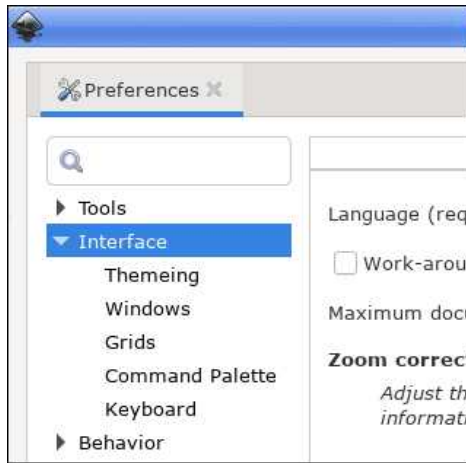 Preferences
Tools
Interface
Themeing
Windows
Grids
Command Palette
Keyboard
Behavior
Language (req
Work-arou
Maximum docu
Zoom correc
Adjust th
informati